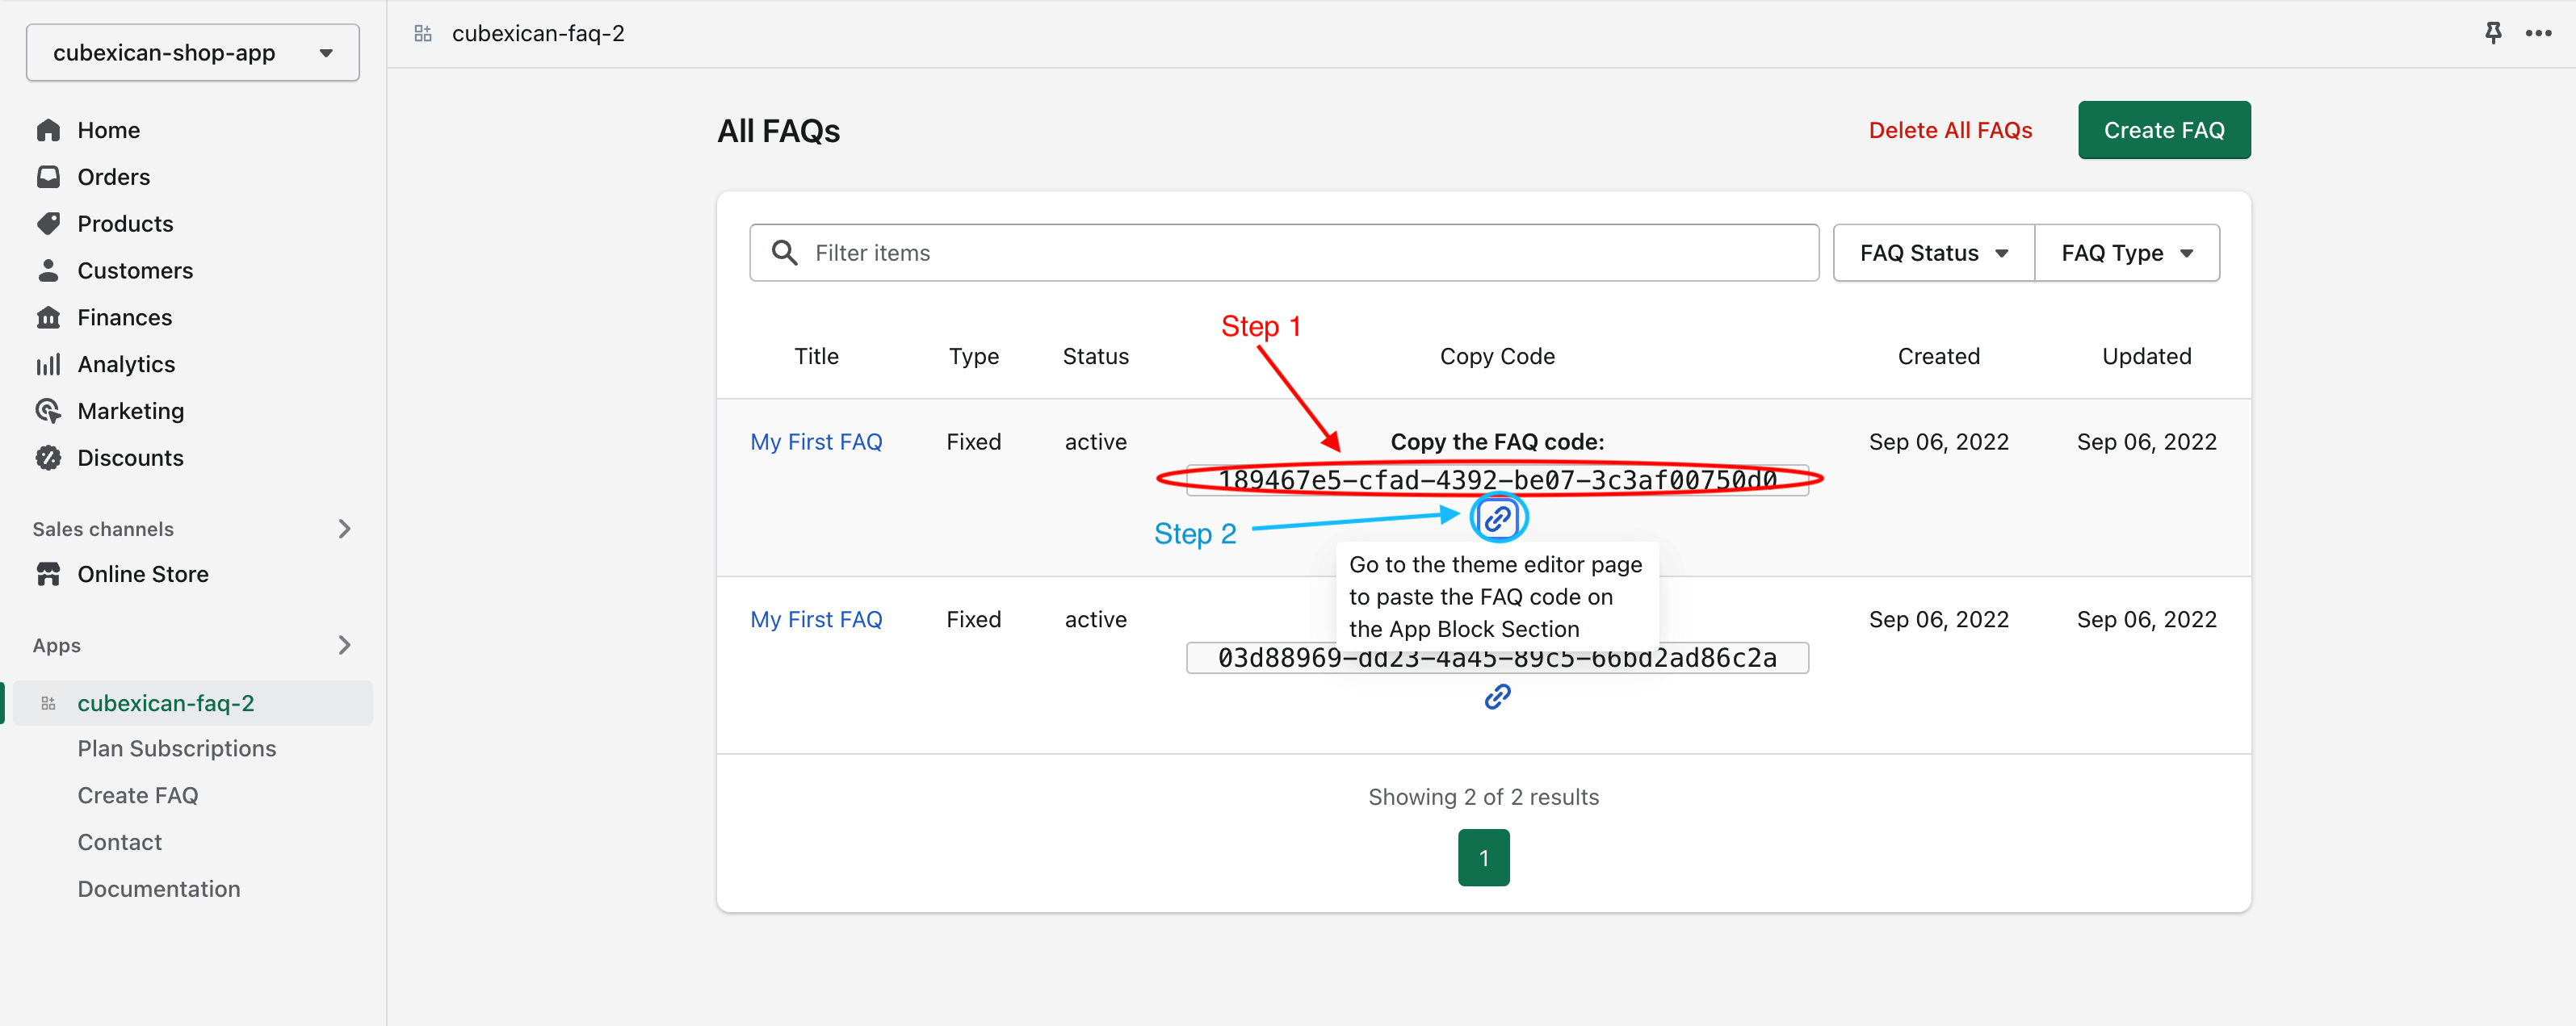 cubexican-shop-app
Home
Orders
Products
Customers
Finances
Analytics
Marketing
Discounts
Sales channels
Online Store
Apps
cubexican-faq-2
Plan Subscriptions
Create FAQ
Contact
Documentation
cubexican-faq-2
All FAQs
Delete All FAQs
Create FAQ
Filter items
FAQ Status
FAQ Type
Step 1
Title Type Status Copy Code Created Updated
My First FAQ Fixed active Copy the FAQ code: Sep 06, 2022 Sep 06, 2022
189467e5-cfad-4392-be07-3c3af00750d0
Step 2
Go to the theme editor page
to paste the FAQ code on
the App Block Section
My First FAQ Fixed active Sep 06, 2022 Sep 06, 2022
03d88969-dd23-4a45-89c5-66bd2ad86c2a
Showing 2 of 2 results
1